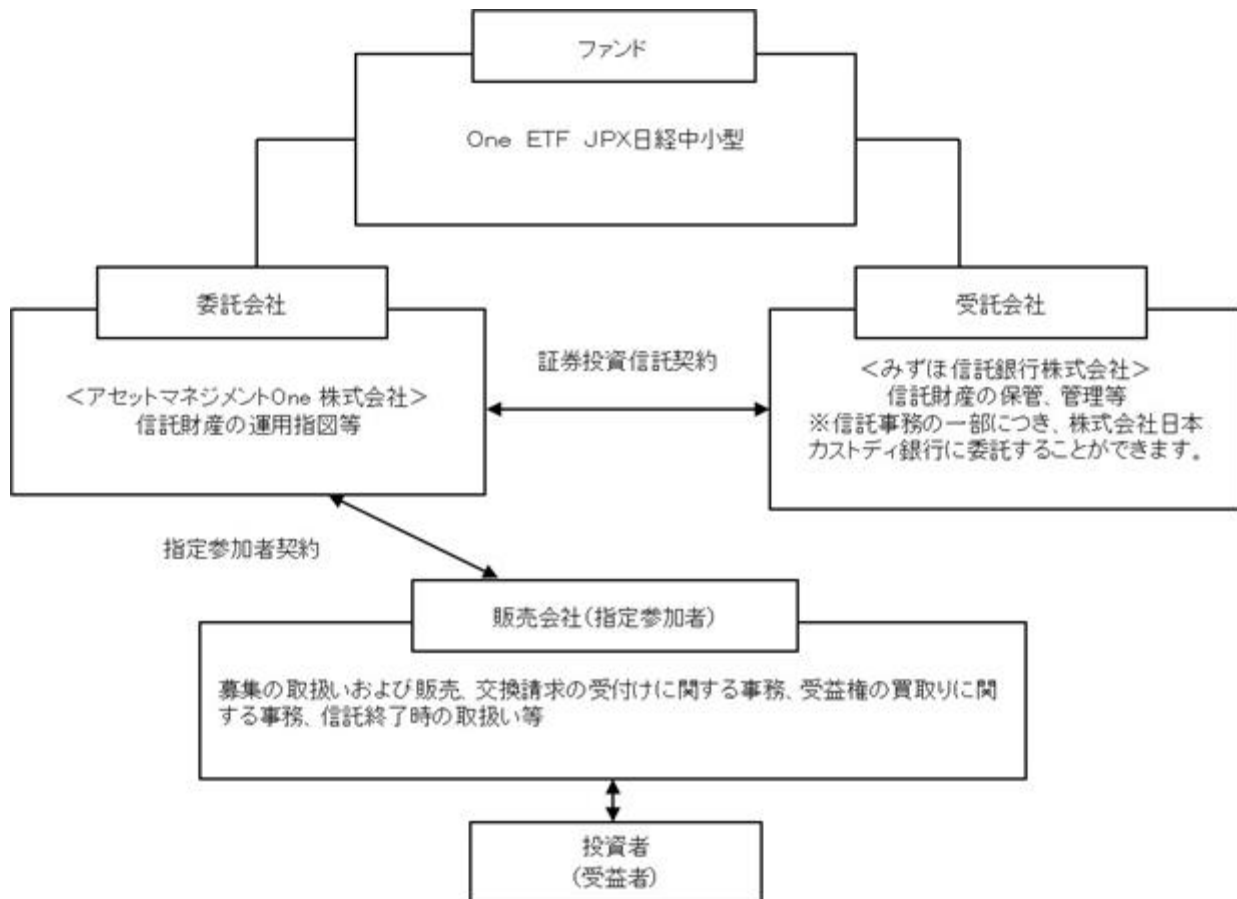 ファンド
One ETF JPX日経中小型
委託会社
<アセットマネジメントOne 株式会社>
信託財産の運用指図等
証券投資信託契約
受託会社
<みずほ信託銀行株式会社>
信託財産の保管、管理等
※信託事務の一部につき、株式会社日本
カストディ銀行に委託することができます。
指定参加者契約
販売会社(指定参加者)
募集の取扱いおよび販売、交換請求の受付けに関する事務、受益権の買取りに関
する事務、信託終了時の取扱い等
投資者
(受益者)